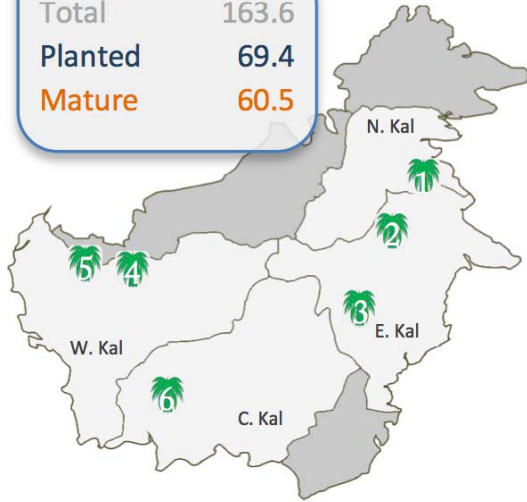 Total 163.6
Planted 69.4
Mature 60.5
N. Kal
1
2
5
4
3
E. Kal
W. Kal
6
C. Kal